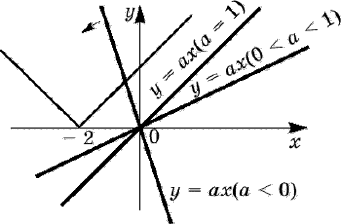 y
y = ax(a = 1)
y = ax(0 < a < 1)
− 2
0
x
y = ax(a < 0)